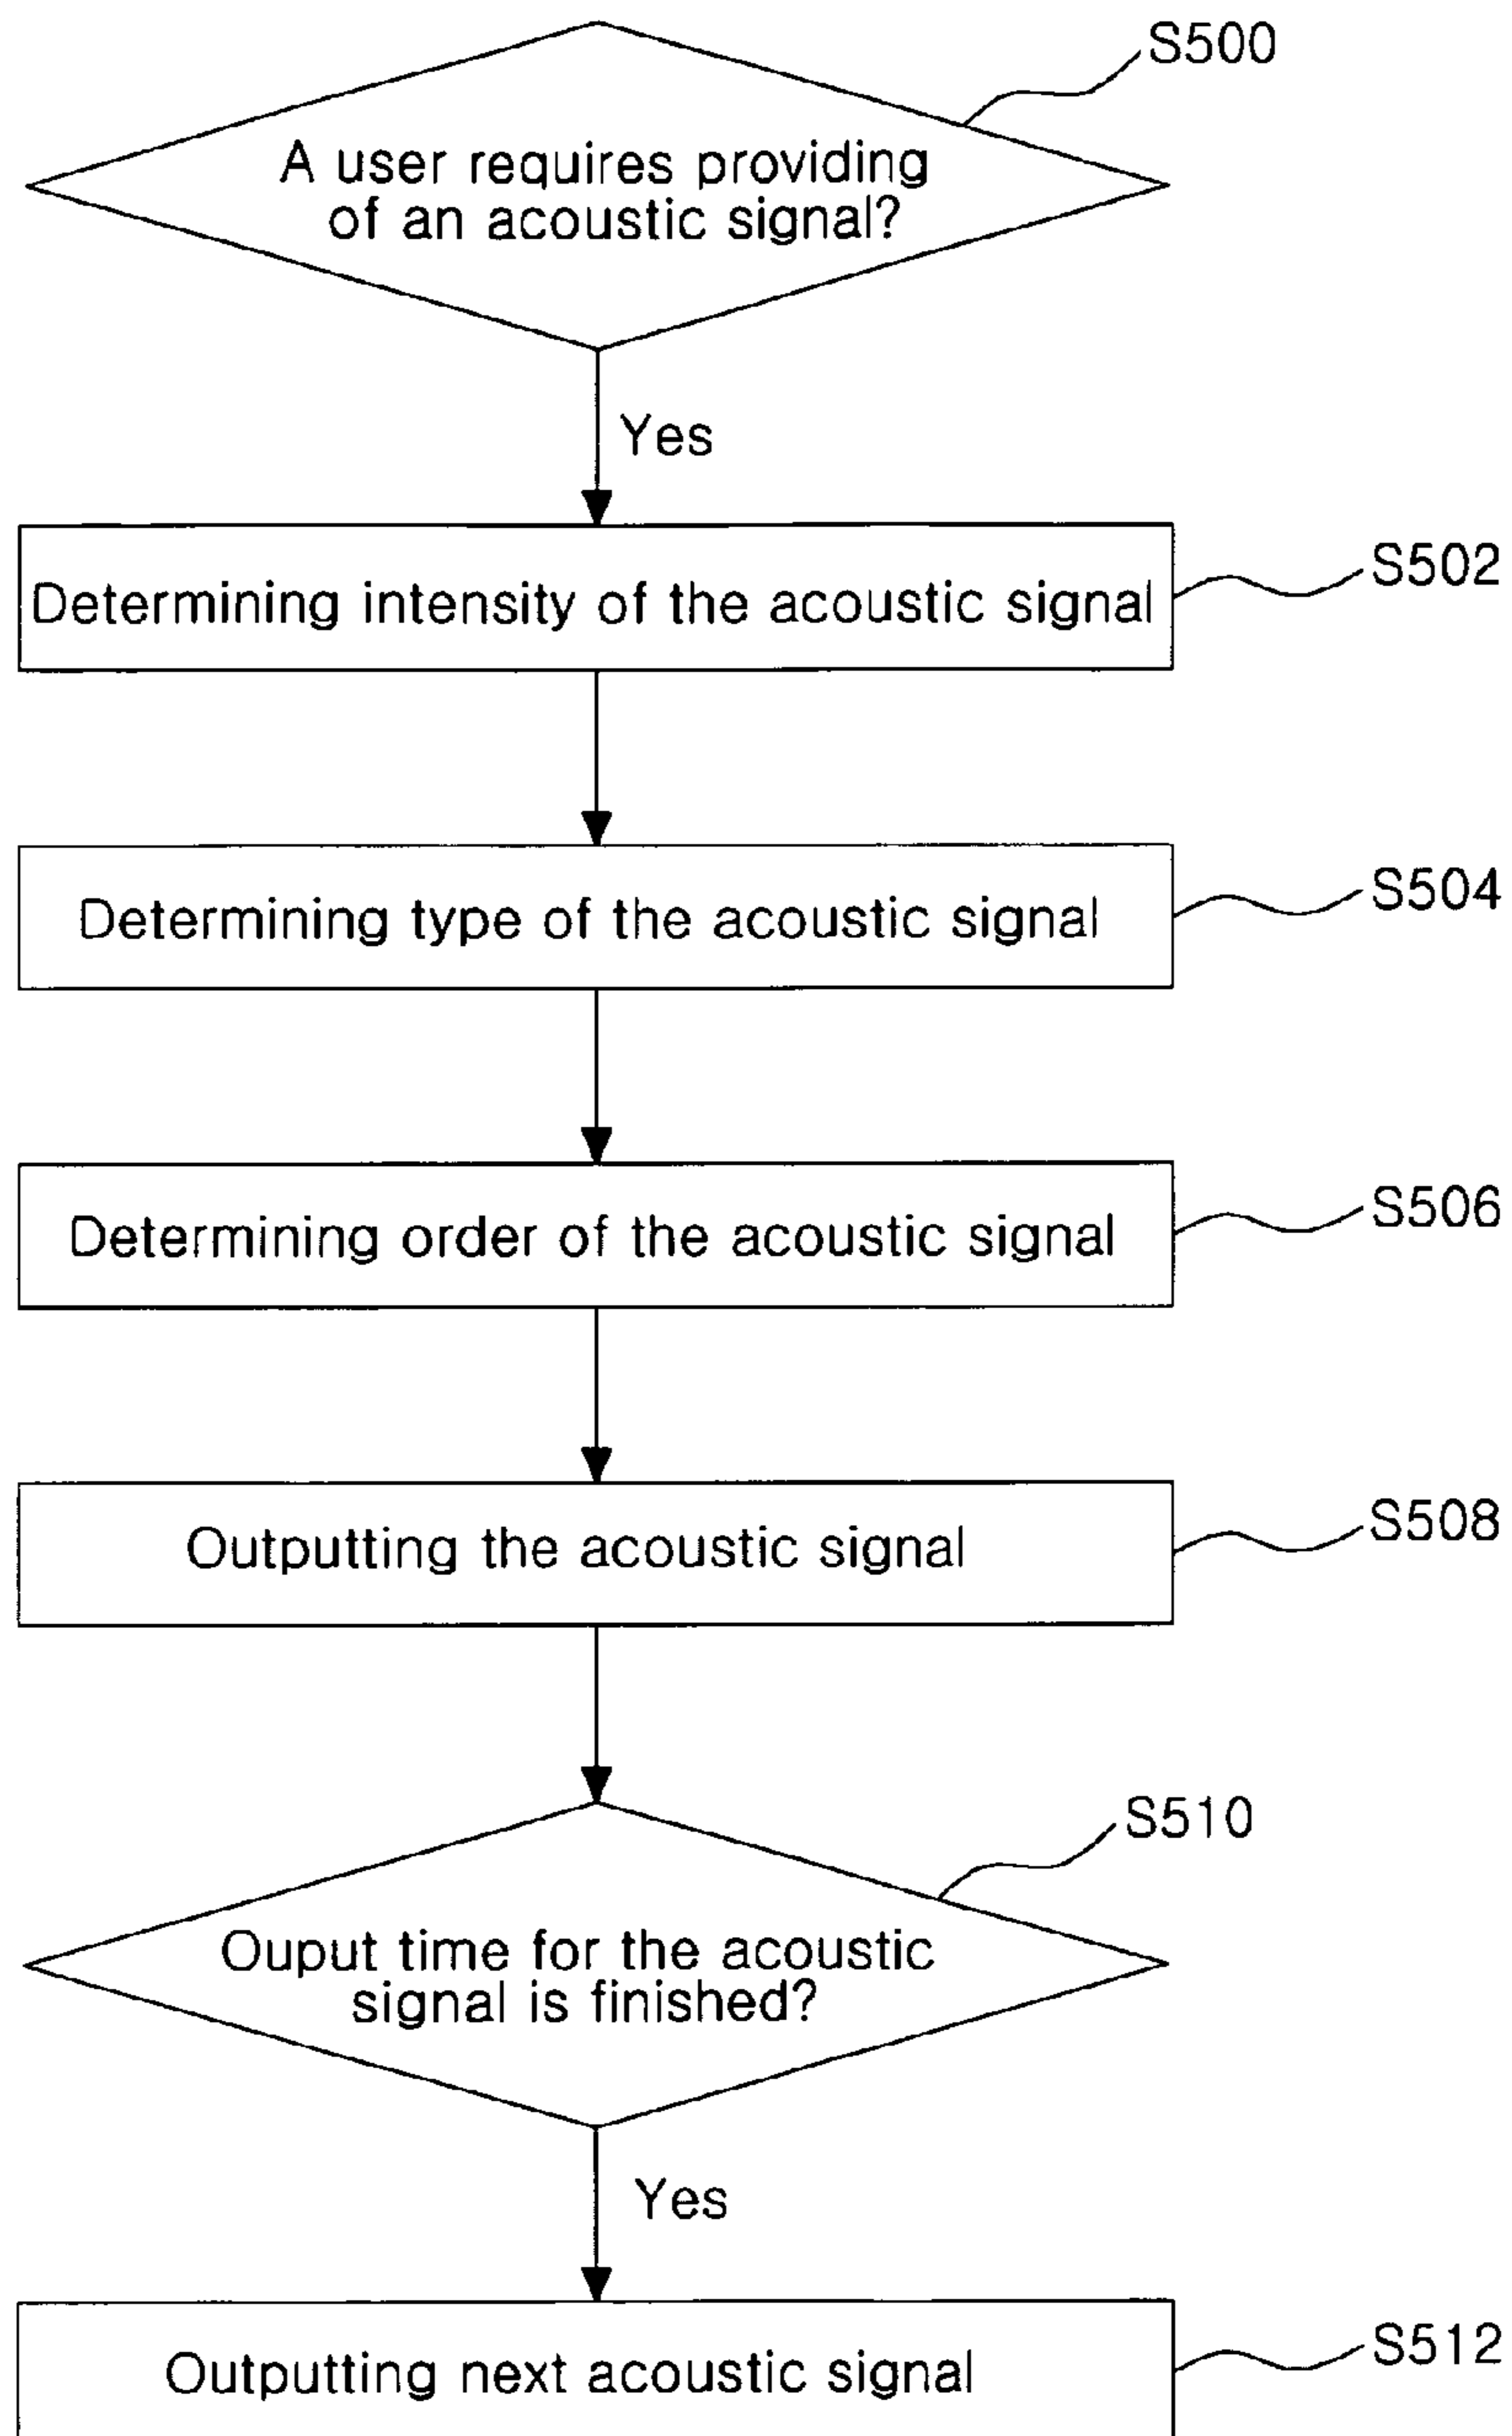 S500
A user requires providing
of an acoustic signal?
Yes
Determining intensity of the acoustic signal
S502
Determining type of the acoustic signal
S504
Determining order of the acoustic signal
S506
Outputting the acoustic signal
S508
S510
Ouput time for the acoustic
signal is finished?
Yes
Outputting next acoustic signal
S512